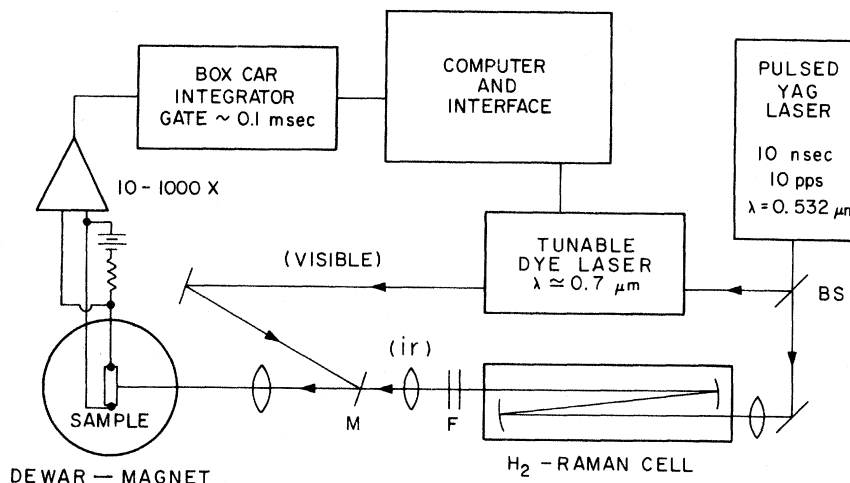 BOX CAR
INTEGRATOR
GATE ~ 0.1 msec
COMPUTER
AND
INTERFACE
PULSED
YAG
LASER
10 nsec
10 pps
λ = 0.532 μm
10 – 1000 X
(VISIBLE)
TUNABLE
DYE LASER
λ ≃ 0.7 μm
BS
(ir)
SAMPLE
M
F
H₂ – RAMAN CELL
DEWAR — MAGNET